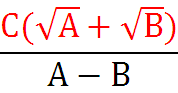 C(√A + √B)
A − B